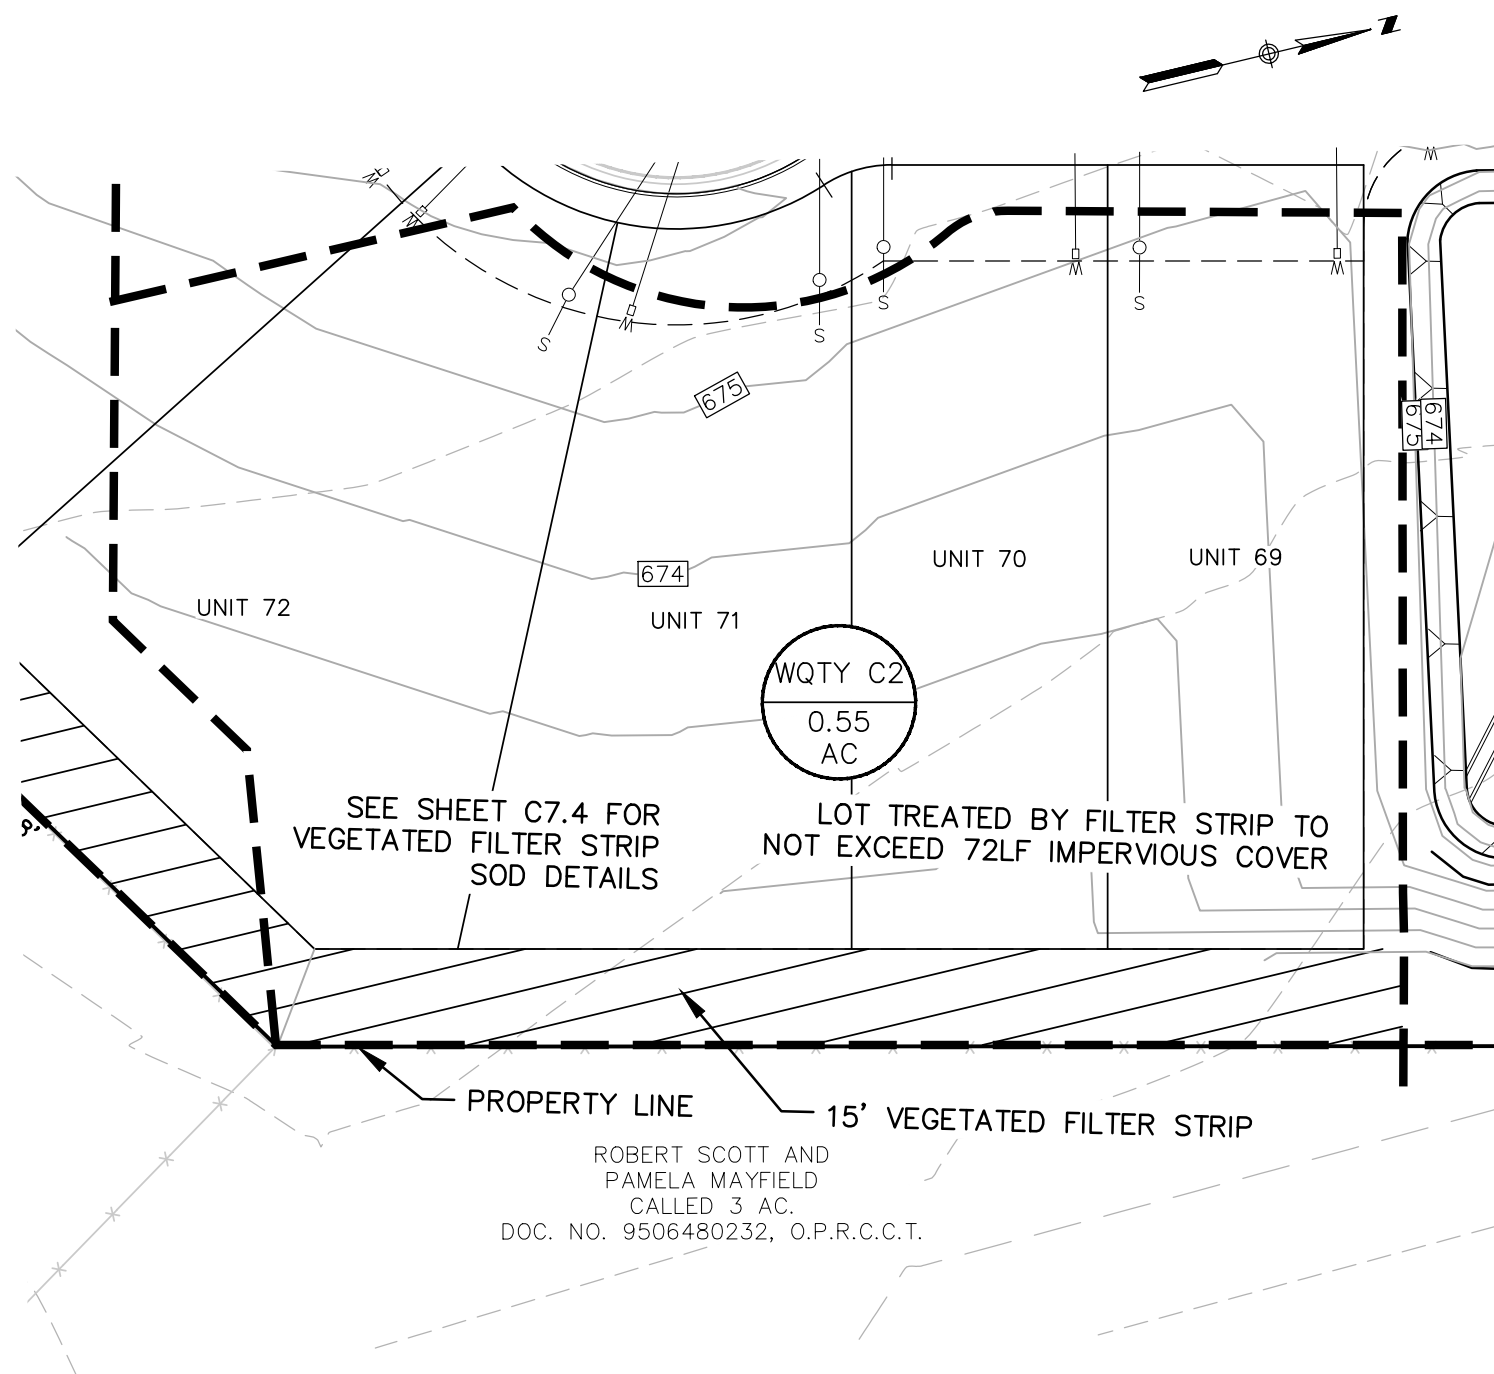 N
W
W
W
W
W
S
W
S
S
S
675
675
674
UNIT 70
UNIT 69
674
UNIT 72
UNIT 71
WQTY C2
0.55
AC
SEE SHEET C7.4 FOR
VEGETATED FILTER STRIP
SOD DETAILS
LOT TREATED BY FILTER STRIP TO
NOT EXCEED 72LF IMPERVIOUS COVER
PROPERTY LINE
15' VEGETATED FILTER STRIP
ROBERT SCOTT AND
PAMELA MAYFIELD
CALLED 3 AC.
DOC. NO. 9506480232, O.P.R.C.C.T.